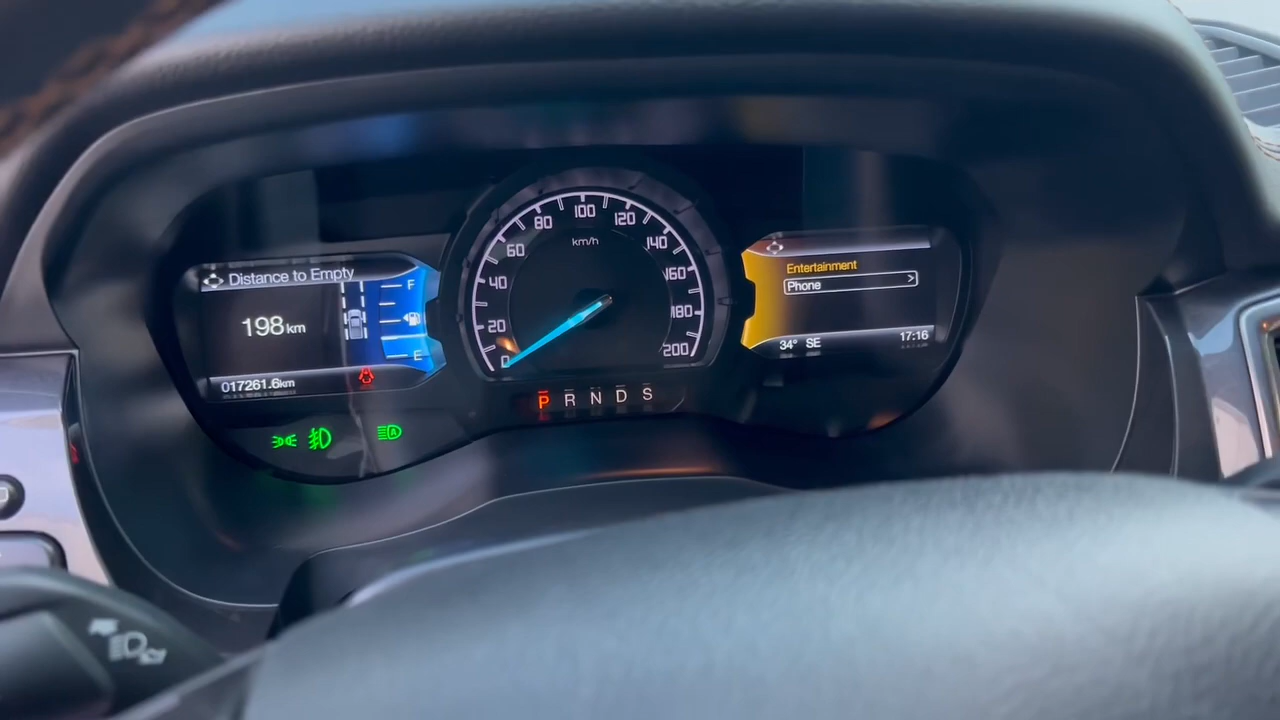 Distance to Empty
198 km
017261.6km
F
E
0
20
40
60
80
100
120
140
160
180
200
km/h
P R N D S
Entertainment
Phone >
34° SE
17:16
A